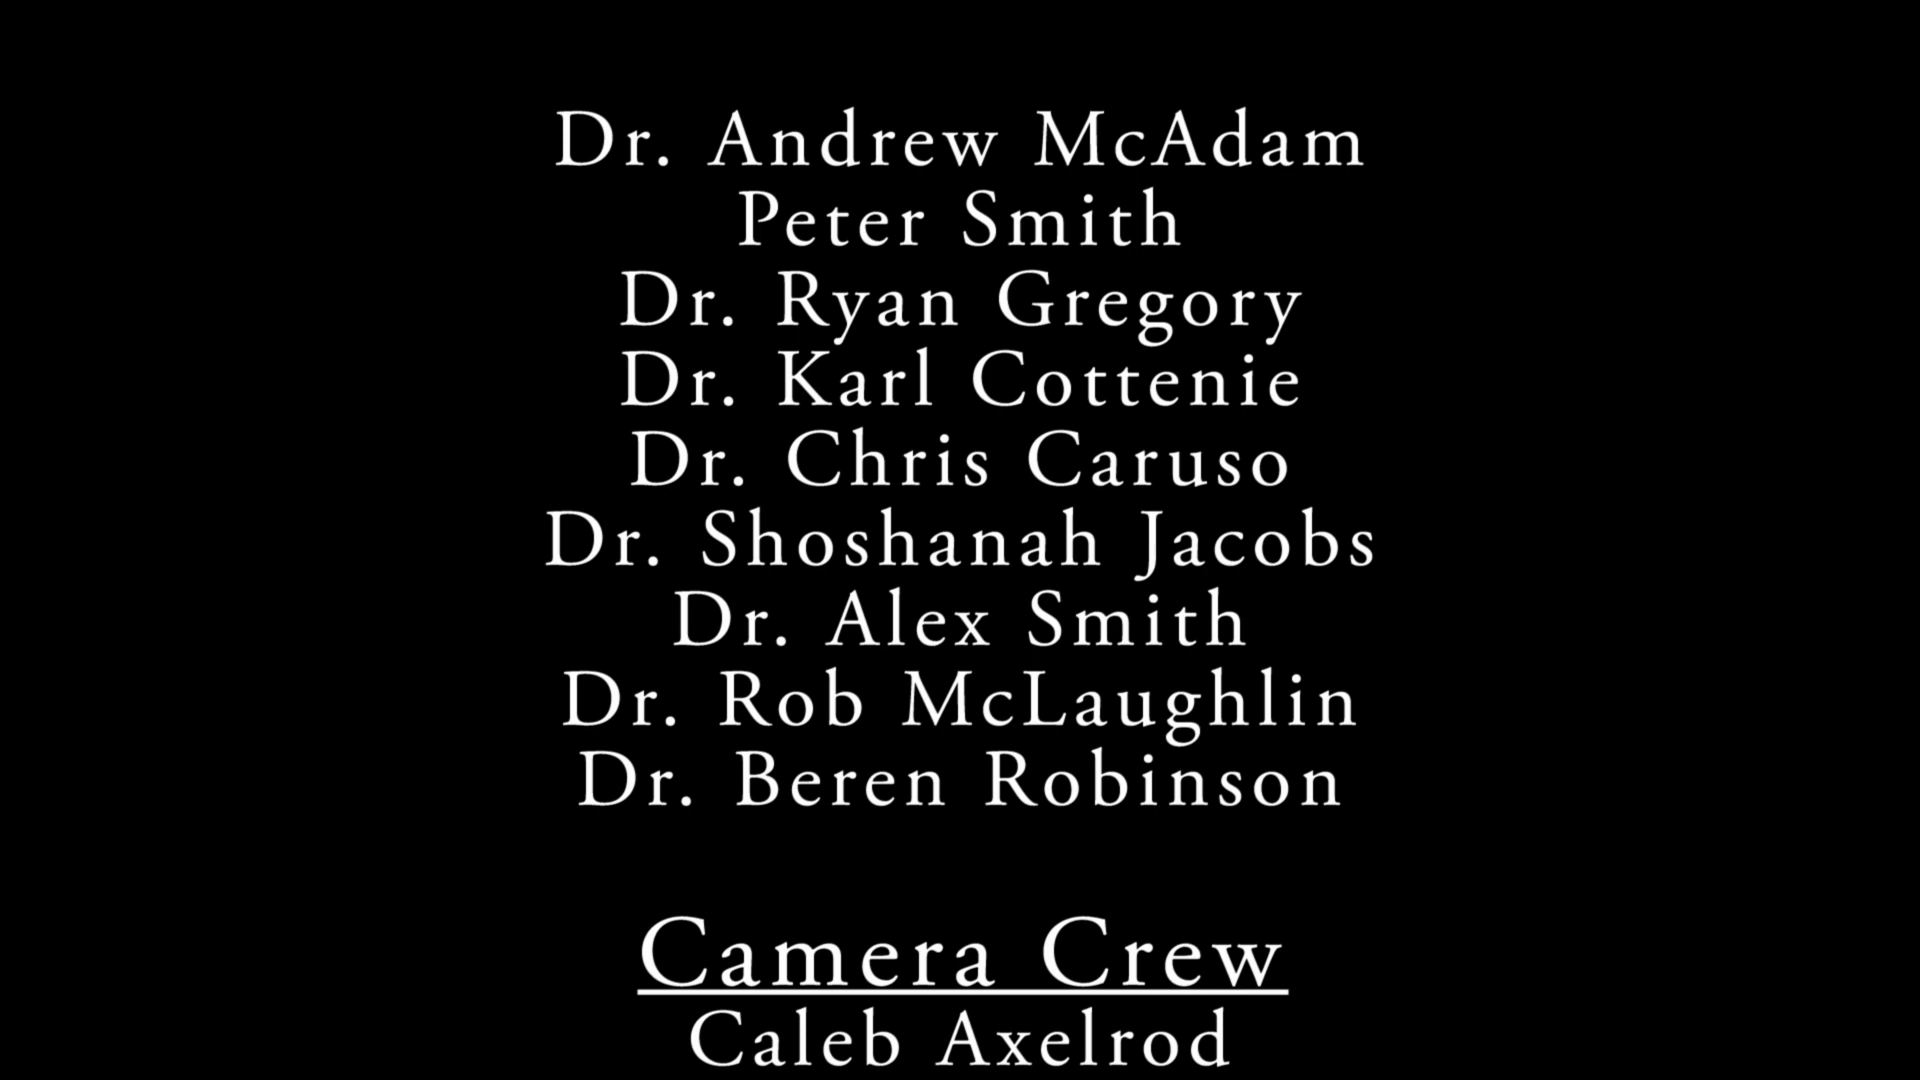 Dr. Andrew McAdam
Peter Smith
Dr. Ryan Gregory
Dr. Karl Cottenie
Dr. Chris Caruso
Dr. Shoshanah Jacobs
Dr. Alex Smith
Dr. Rob McLaughlin
Dr. Beren Robinson
Camera Crew
Caleb Axelrod